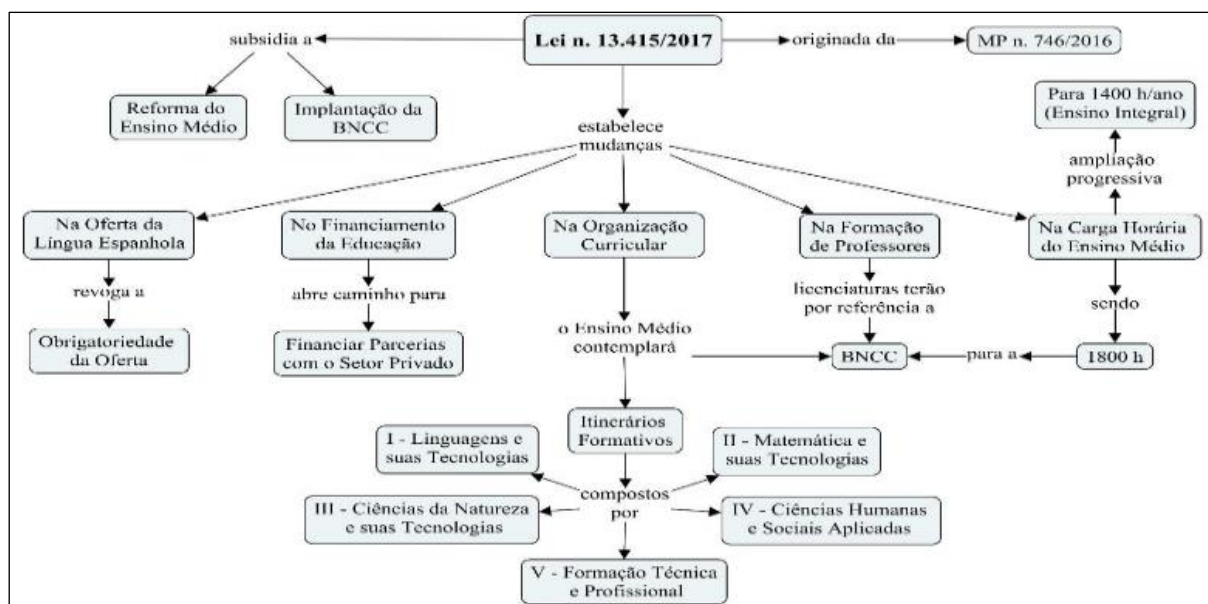 Lei n. 13.415/2017
subsidia a
originada da
MP n. 746/2016
Reforma do
Ensino Médio
Implantação da
BNCC
Para 1400 h/ano
(Ensino Integral)
estabelece
mudanças
ampliação
progressiva
Na Oferta da
Língua Espanhola
No Financiamento
da Educação
Na Organização
Curricular
Na Formação
de Professores
Na Carga Horária
do Ensino Médio
revoga a
abre caminho para
licenciaturas terão
por referência a
sendo
Obrigatoriedade
da Oferta
Financiar Parcerias
com o Setor Privado
o Ensino Médio
contemplará
BNCC
para a
1800 h
Itinerários
Formativos
I - Linguagens e
suas Tecnologias
II - Matemática e
suas Tecnologias
compostos
por
III - Ciências da Natureza
e suas Tecnologias
IV - Ciências Humanas
e Sociais Aplicadas
V - Formação Técnica
e Profissional